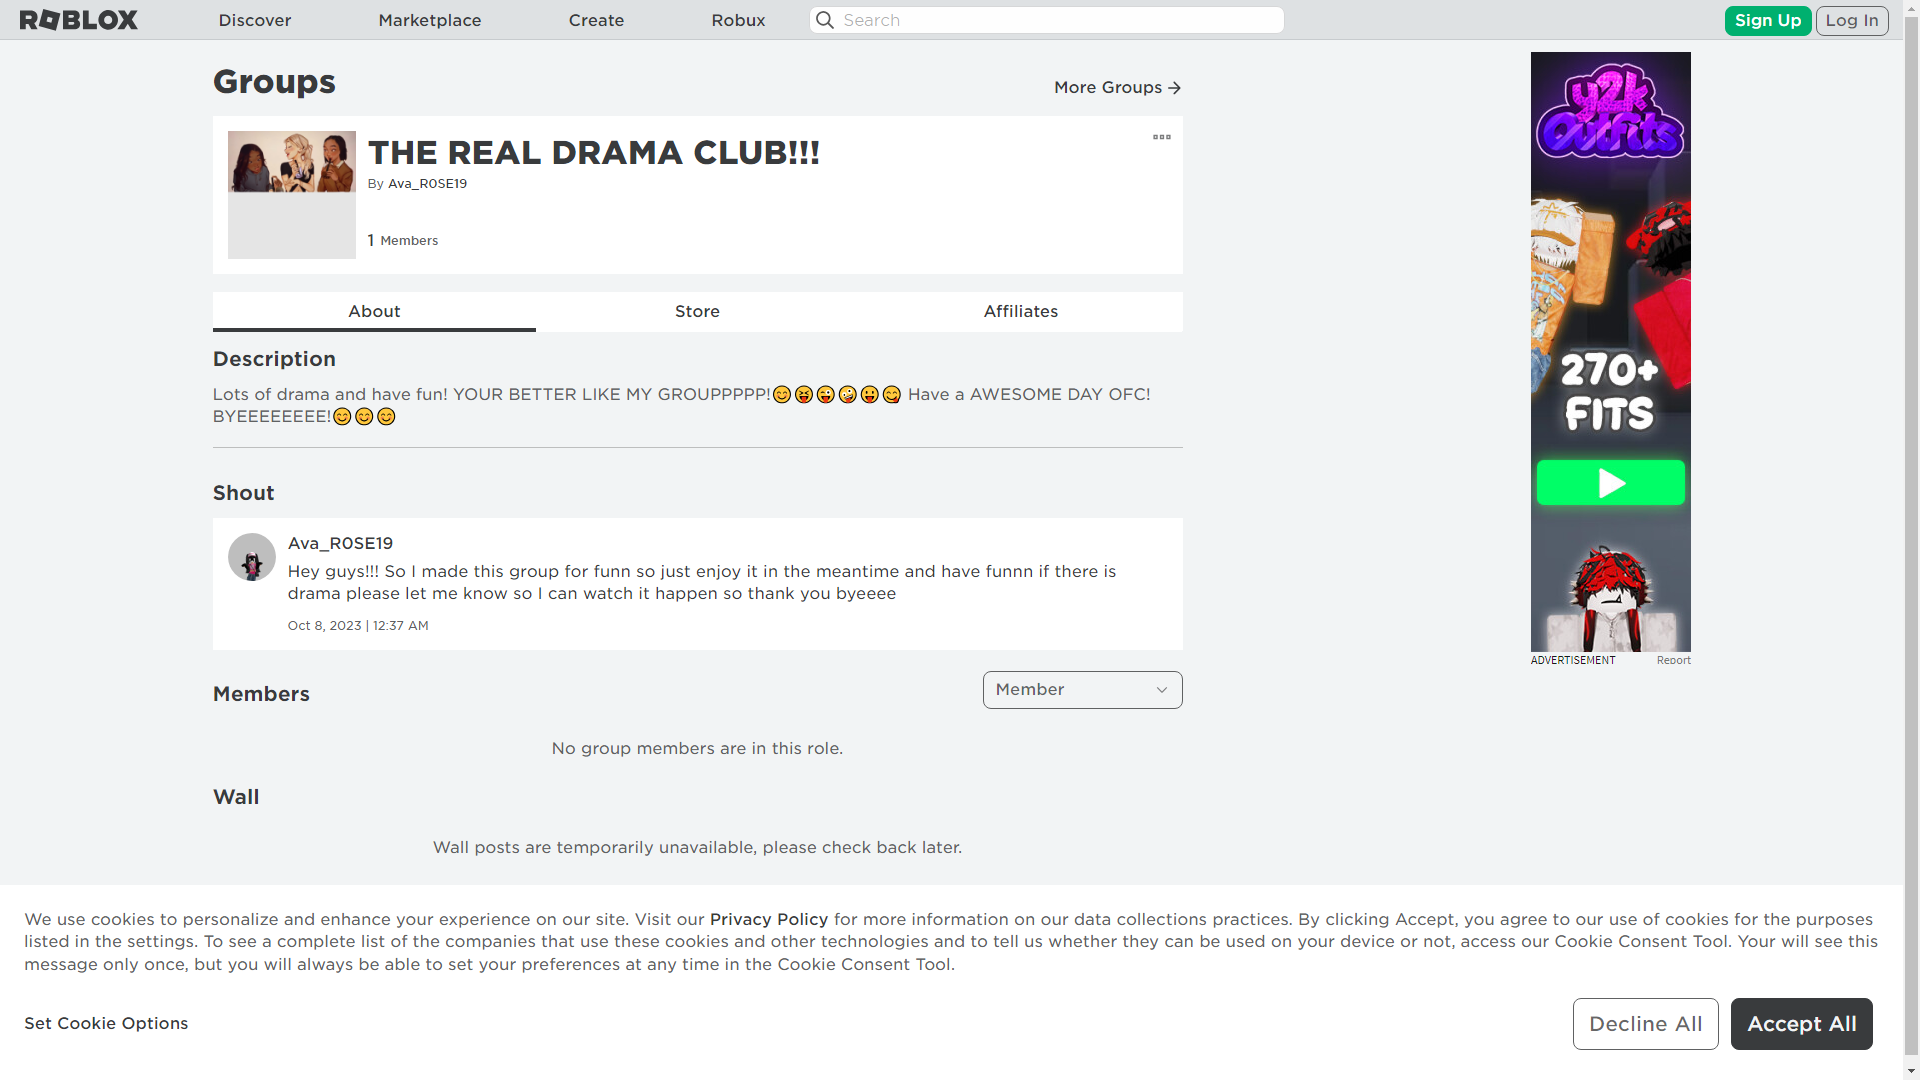 ROBLOX
Discover
Marketplace
Create
Robux
Search
Sign Up
Log In
Groups
More Groups →
THE REAL DRAMA CLUB!!!
By Ava_R0SE19
1 Members
About
Store
Affiliates
Description
Lots of drama and have fun! YOUR BETTER LIKE MY GROUPPPPP!😊😝😜🤪😛😋 Have a AWESOME DAY OFC!
BYEEEEEEEE!😊😊😊
Shout
Ava_R0SE19
Hey guys!!! So I made this group for funn so just enjoy it in the meantime and have funnn if there is
drama please let me know so I can watch it happen so thank you byeeee
Oct 8, 2023 | 12:37 AM
Members
Member
No group members are in this role.
Wall
Wall posts are temporarily unavailable, please check back later.
y2k
Outfits
270+
FITS
ADVERTISEMENT
Report
We use cookies to personalize and enhance your experience on our site. Visit our Privacy Policy for more information on our data collections practices. By clicking Accept, you agree to our use of cookies for the purposes
listed in the settings. To see a complete list of the companies that use these cookies and other technologies and to tell us whether they can be used on your device or not, access our Cookie Consent Tool. Your will see this
message only once, but you will always be able to set your preferences at any time in the Cookie Consent Tool.
Set Cookie Options
Decline All
Accept All